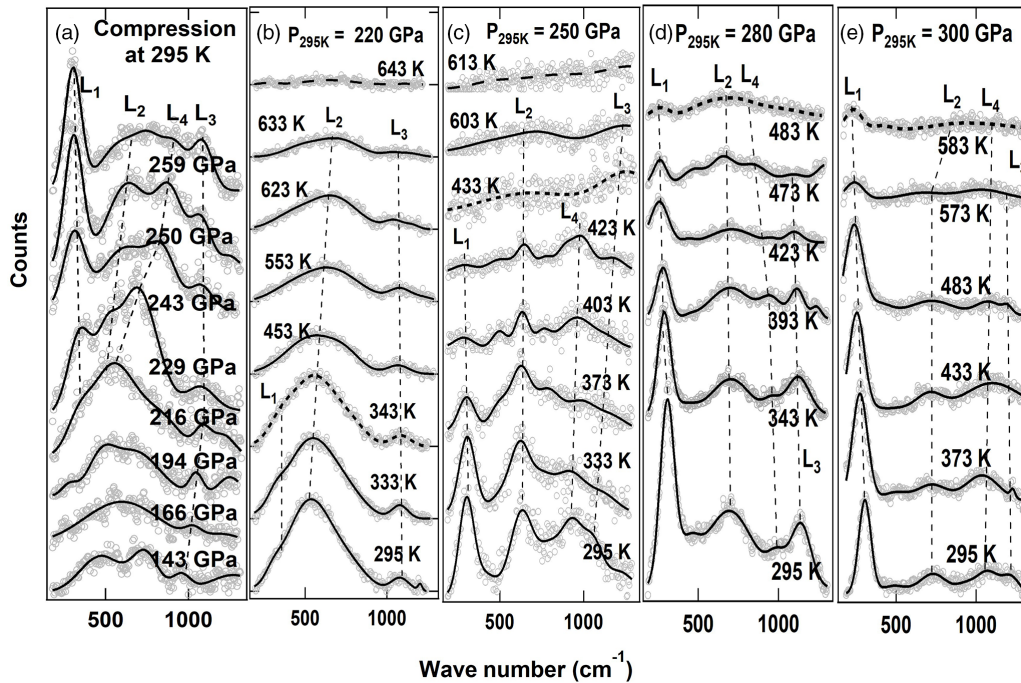 (a) Compression
at 295 K
L1
L2
L4
L3
259 GPa
250 GPa
243 GPa
229 GPa
216 GPa
194 GPa
166 GPa
143 GPa
500
1000
(b) P295K = 220 GPa
643 K
633 K
L2
L3
623 K
553 K
453 K
L1
343 K
333 K
295 K
500
1000
(c) P295K = 250 GPa
613 K
L3
603 K
L2
433 K
L4
423 K
L1
403 K
373 K
333 K
295 K
500
1000
(d) P295K = 280 GPa
L1
L2
L4
483 K
473 K
423 K
393 K
343 K
L3
295 K
500
1000
(e) P295K = 300 GPa
L1
L2
L4
583 K
L
573 K
483 K
433 K
373 K
295 K
500
1000
Counts
Wave number (cm⁻¹)